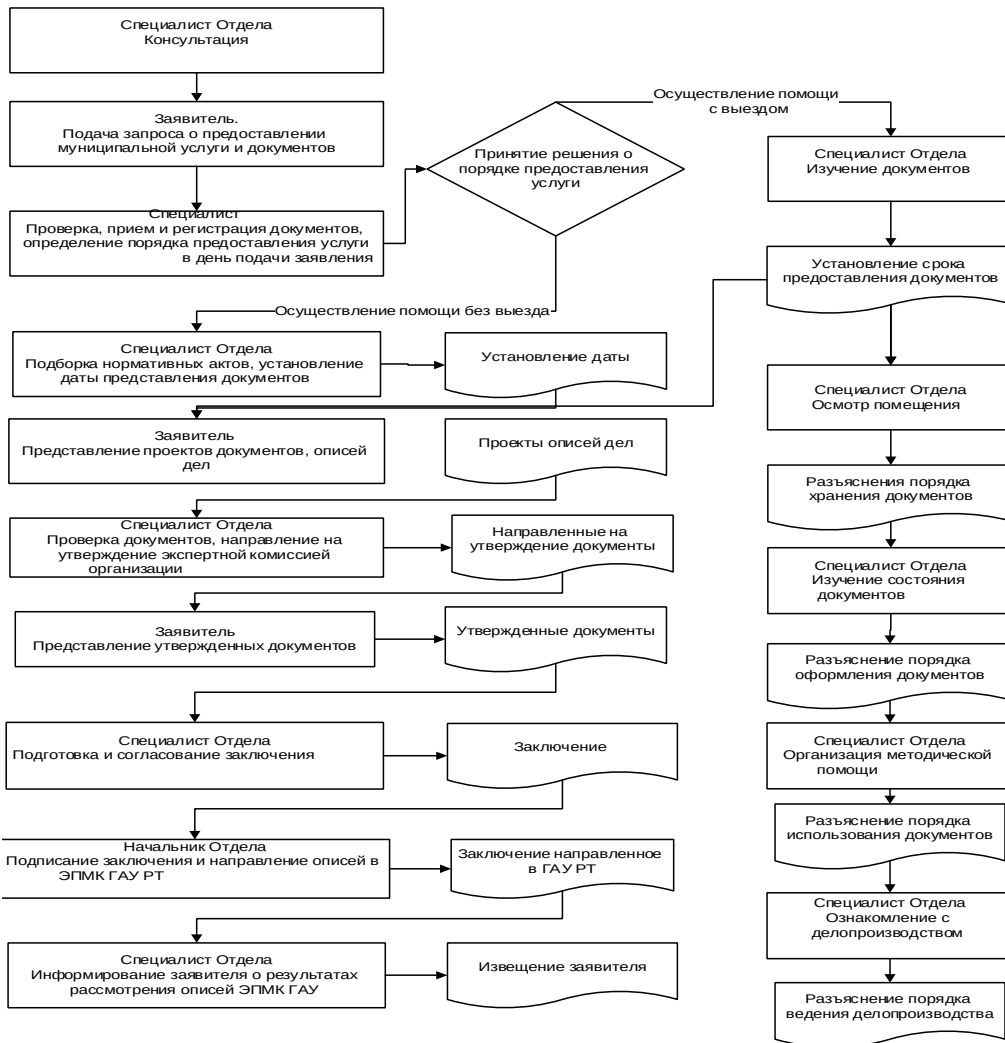 Специалист Отдела
Консультация
Заявитель.
Подача запроса о предоставлении
муниципальной услуги и документов
Специалист
Проверка, прием и регистрация документов,
определение порядка предоставления услуги
в день подачи заявления
Принятие решения о
порядке предоставления
услуги
Осуществление помощи
с выездом
Осуществление помощи без выезда
Специалист Отдела
Подборка нормативных актов, установление
даты представления документов
Установление даты
Заявитель
Представление проектов документов, описей
дел
Проекты описей дел
Специалист Отдела
Проверка документов, направление на
утверждение экспертной комиссией
организации
Направленные на
утверждение документы
Заявитель
Представление утвержденных документов
Утвержденные документы
Специалист Отдела
Подготовка и согласование заключения
Заключение
Начальник Отдела
Подписание заключения и направление описей в
ЭПМК ГАУ РТ
Заключение направленное
в ГАУ РТ
Специалист Отдела
Информирование заявителя о результатах
рассмотрения описей ЭПМК ГАУ
Извещение заявителя
Специалист Отдела
Изучение документов
Установление срока
предоставления документов
Специалист Отдела
Осмотр помещения
Разъяснения порядка
хранения документов
Специалист Отдела
Изучение состояния
документов
Разъяснение порядка
оформления документов
Специалист Отдела
Организация методической
помощи
Разъяснение порядка
использования документов
Специалист Отдела
Ознакомление с
делопроизводством
Разъяснение порядка
ведения делопроизводства